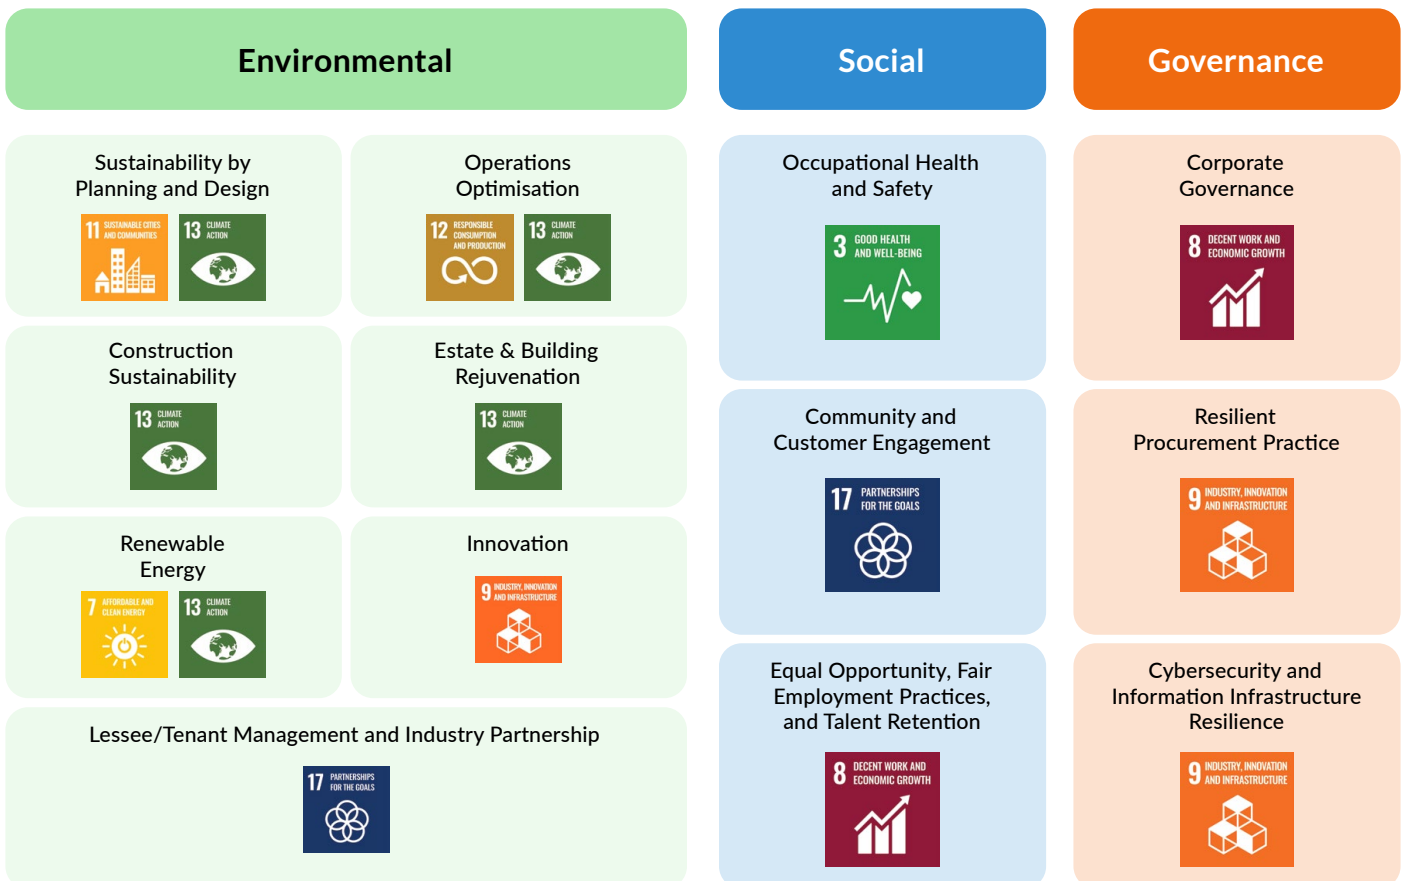 Environmental
Sustainability by
Planning and Design
11 SUSTAINABLE CITIES
AND COMMUNITIES
13 CLIMATE
ACTION
Operations
Optimisation
12 RESPONSIBLE
CONSUMPTION
AND PRODUCTION
13 CLIMATE
ACTION
Construction
Sustainability
13 CLIMATE
ACTION
Estate & Building
Rejuvenation
13 CLIMATE
ACTION
Renewable
Energy
7 AFFORDABLE AND
CLEAN ENERGY
13 CLIMATE
ACTION
Innovation
9 INDUSTRY, INNOVATION
AND INFRASTRUCTURE
Lessee/Tenant Management and Industry Partnership
17 PARTNERSHIPS
FOR THE GOALS
Social
Occupational Health
and Safety
3 GOOD HEALTH
AND WELL-BEING
Community and
Customer Engagement
17 PARTNERSHIPS
FOR THE GOALS
Equal Opportunity, Fair
Employment Practices,
and Talent Retention
8 DECENT WORK AND
ECONOMIC GROWTH
Governance
Corporate
Governance
8 DECENT WORK AND
ECONOMIC GROWTH
Resilient
Procurement Practice
9 INDUSTRY, INNOVATION
AND INFRASTRUCTURE
Cybersecurity and
Information Infrastructure
Resilience
9 INDUSTRY, INNOVATION
AND INFRASTRUCTURE